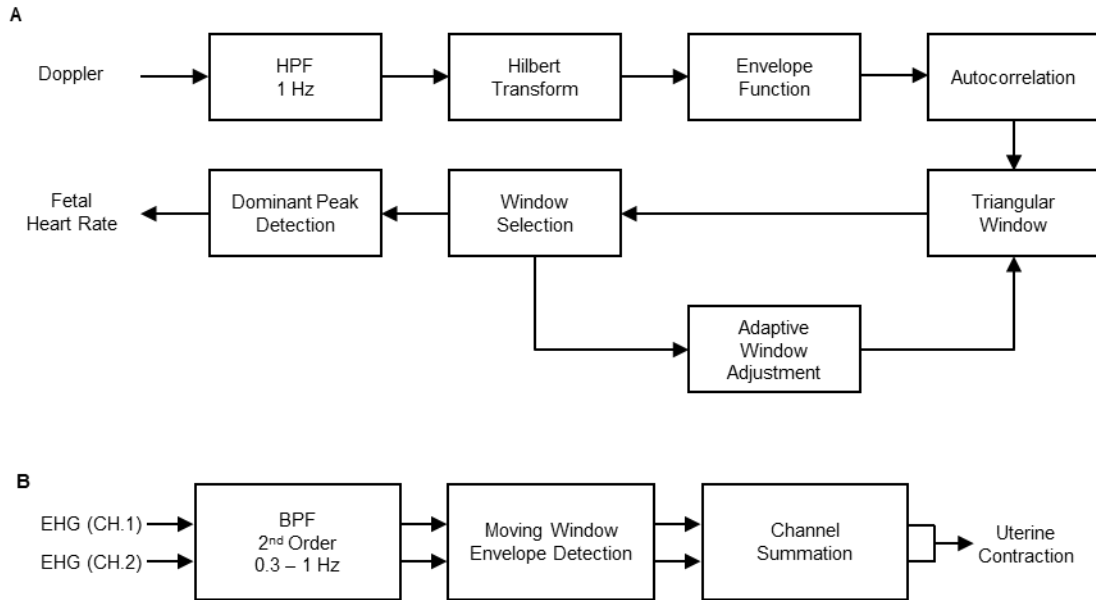 A
Doppler
HPF
1 Hz
Hilbert
Transform
Envelope
Function
Autocorrelation
Fetal
Heart Rate
Dominant Peak
Detection
Window
Selection
Triangular
Window
Adaptive
Window
Adjustment
B
EHG (CH.1)
EHG (CH.2)
BPF
2nd Order
0.3 – 1 Hz
Moving Window
Envelope Detection
Channel
Summation
Uterine
Contraction